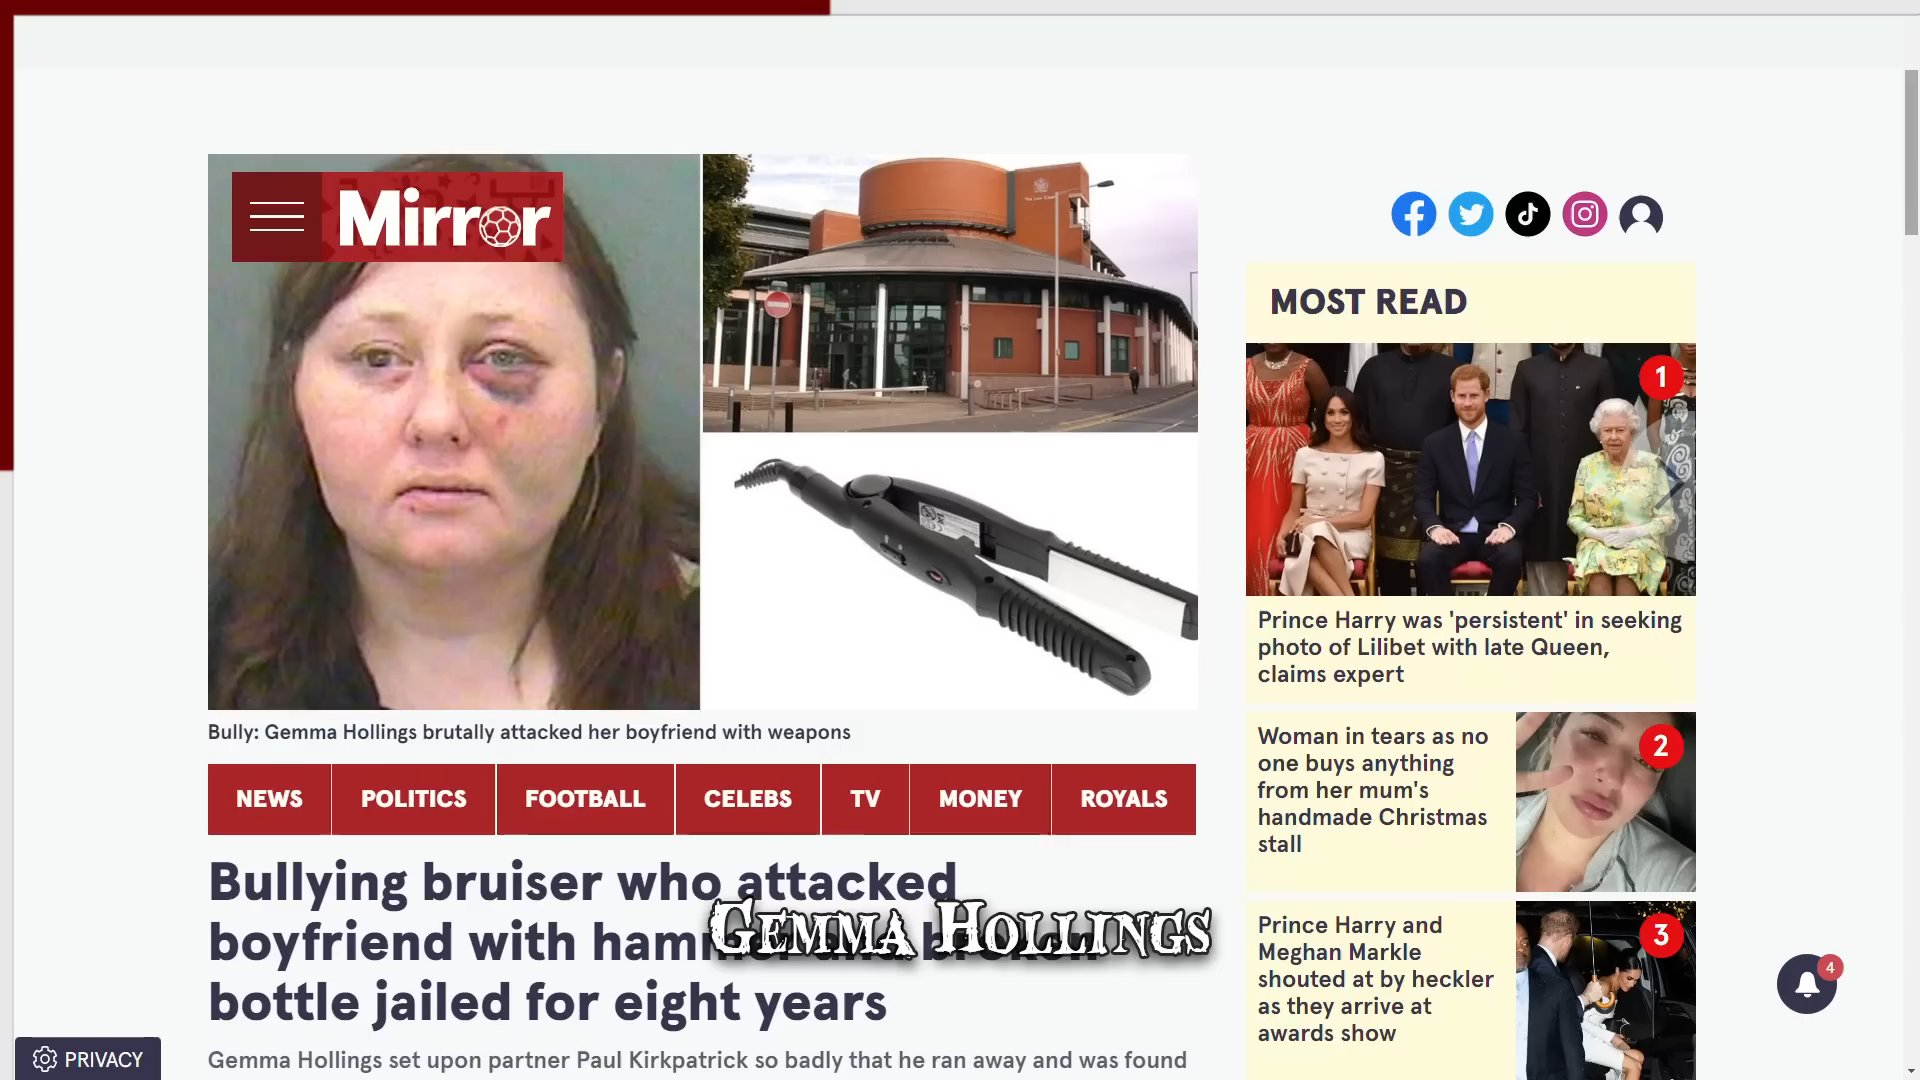 Mirror
MOST READ
1
Prince Harry was 'persistent' in seeking
photo of Lilibet with late Queen,
claims expert
Bully: Gemma Hollings brutally attacked her boyfriend with weapons
Woman in tears as no
one buys anything
from her mum's
handmade Christmas
stall
2
NEWS
POLITICS
FOOTBALL
CELEBS
TV
MONEY
ROYALS
Bullying bruiser who attacked
boyfriend with
bottle jailed for eight years
Gemma Hollings
Prince Harry and
Meghan Markle
shouted at by heckler
as they arrive at
awards show
3
4
PRIVACY
Gemma Hollings set upon partner Paul Kirkpatrick so badly that he ran away and was found